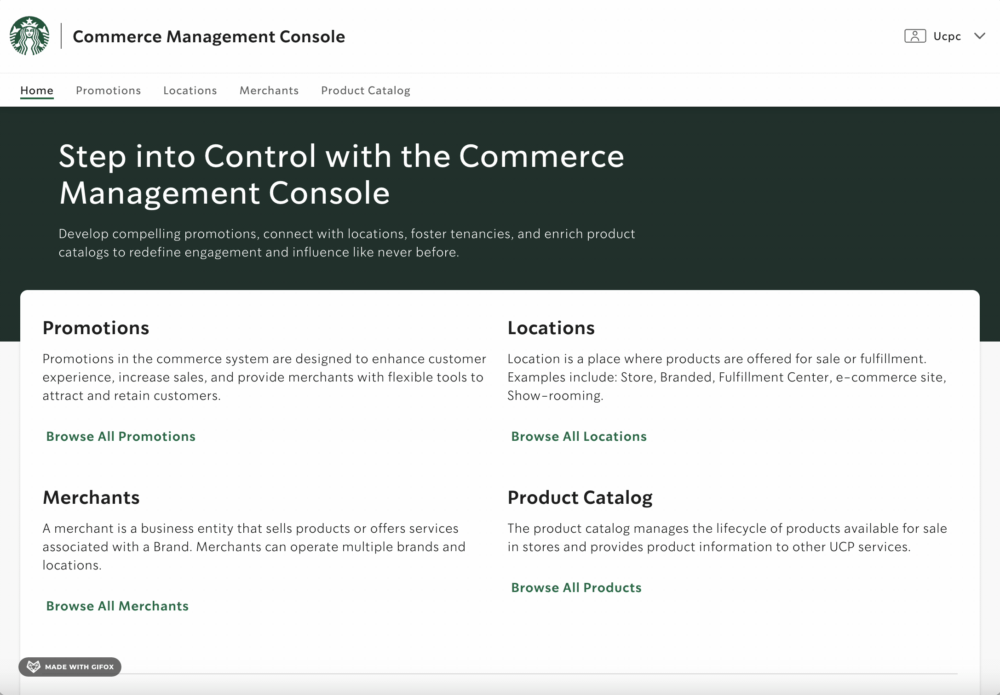 Commerce Management Console
Ucpc
Home Promotions Locations Merchants Product Catalog
Step into Control with the Commerce
Management Console
Develop compelling promotions, connect with locations, foster tenancies, and enrich product
catalogs to redefine engagement and influence like never before.
Promotions
Promotions in the commerce system are designed to enhance customer
experience, increase sales, and provide merchants with flexible tools to
attract and retain customers.
Browse All Promotions
Locations
Location is a place where products are offered for sale or fulfillment.
Examples include: Store, Branded, Fulfillment Center, e-commerce site,
Show-rooming.
Browse All Locations
Merchants
A merchant is a business entity that sells products or offers services
associated with a Brand. Merchants can operate multiple brands and
locations.
Browse All Merchants
Product Catalog
The product catalog manages the lifecycle of products available for sale
in stores and provides product information to other UCP services.
Browse All Products
MADE WITH GIFOX